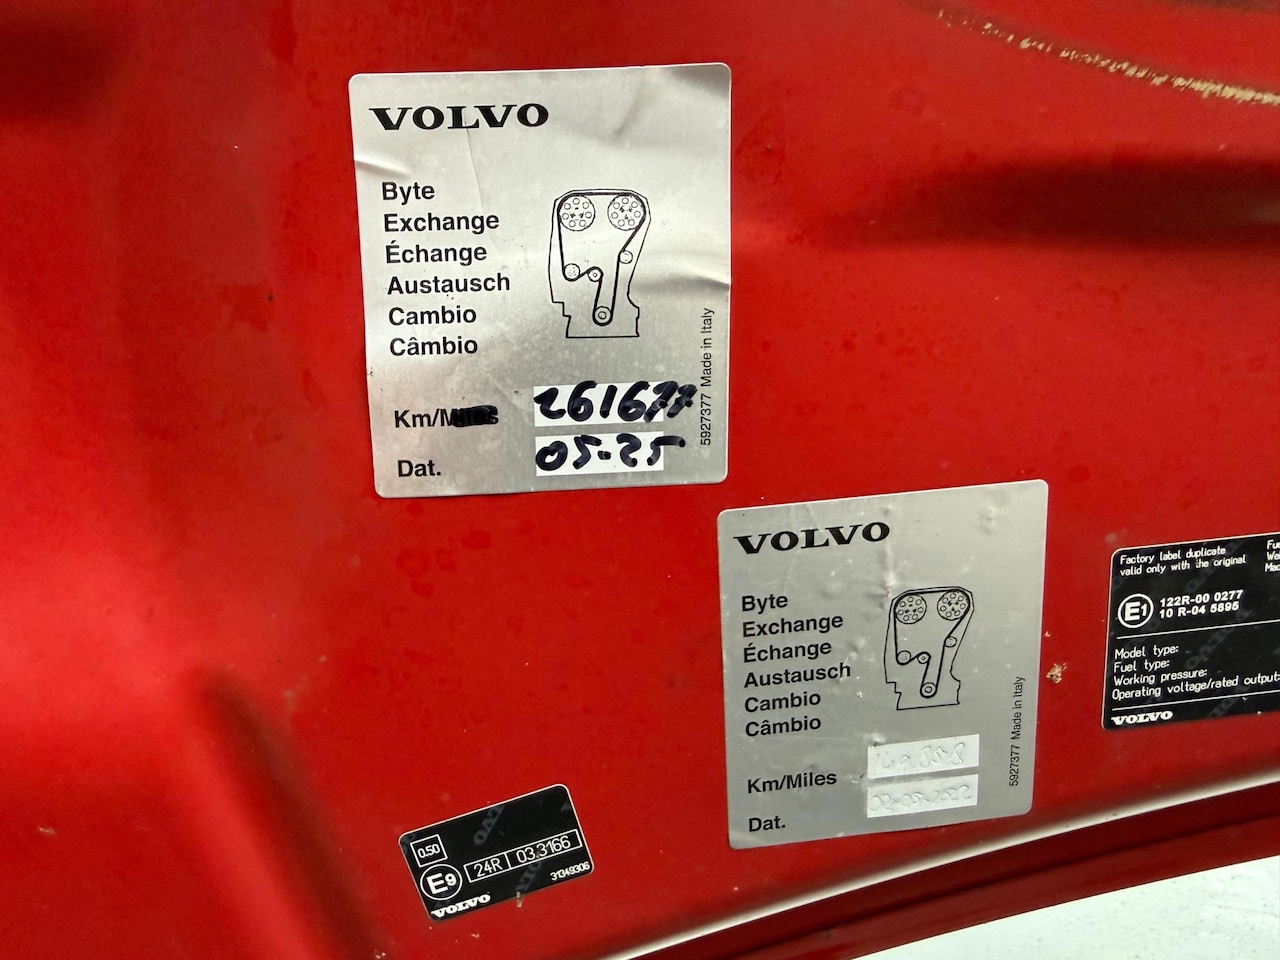 VOLVO
Byte
Exchange
Échange
Austausch
Cambio
Câmbio
Km/Miles 261677
Dat. 05-25
5927377 Made in Italy
VOLVO
Byte
Exchange
Échange
Austausch
Cambio
Câmbio
Km/Miles
Dat.
5927377 Made in Italy
Factory label duplicate
valid only with the original
E1
122R-00 0277
10 R-04 5895
Model type:
Fuel type:
Working pressure:
Operating voltage/rated output:
VOLVO
0.50
E9
24R 03.3166
31349306
VOLVO